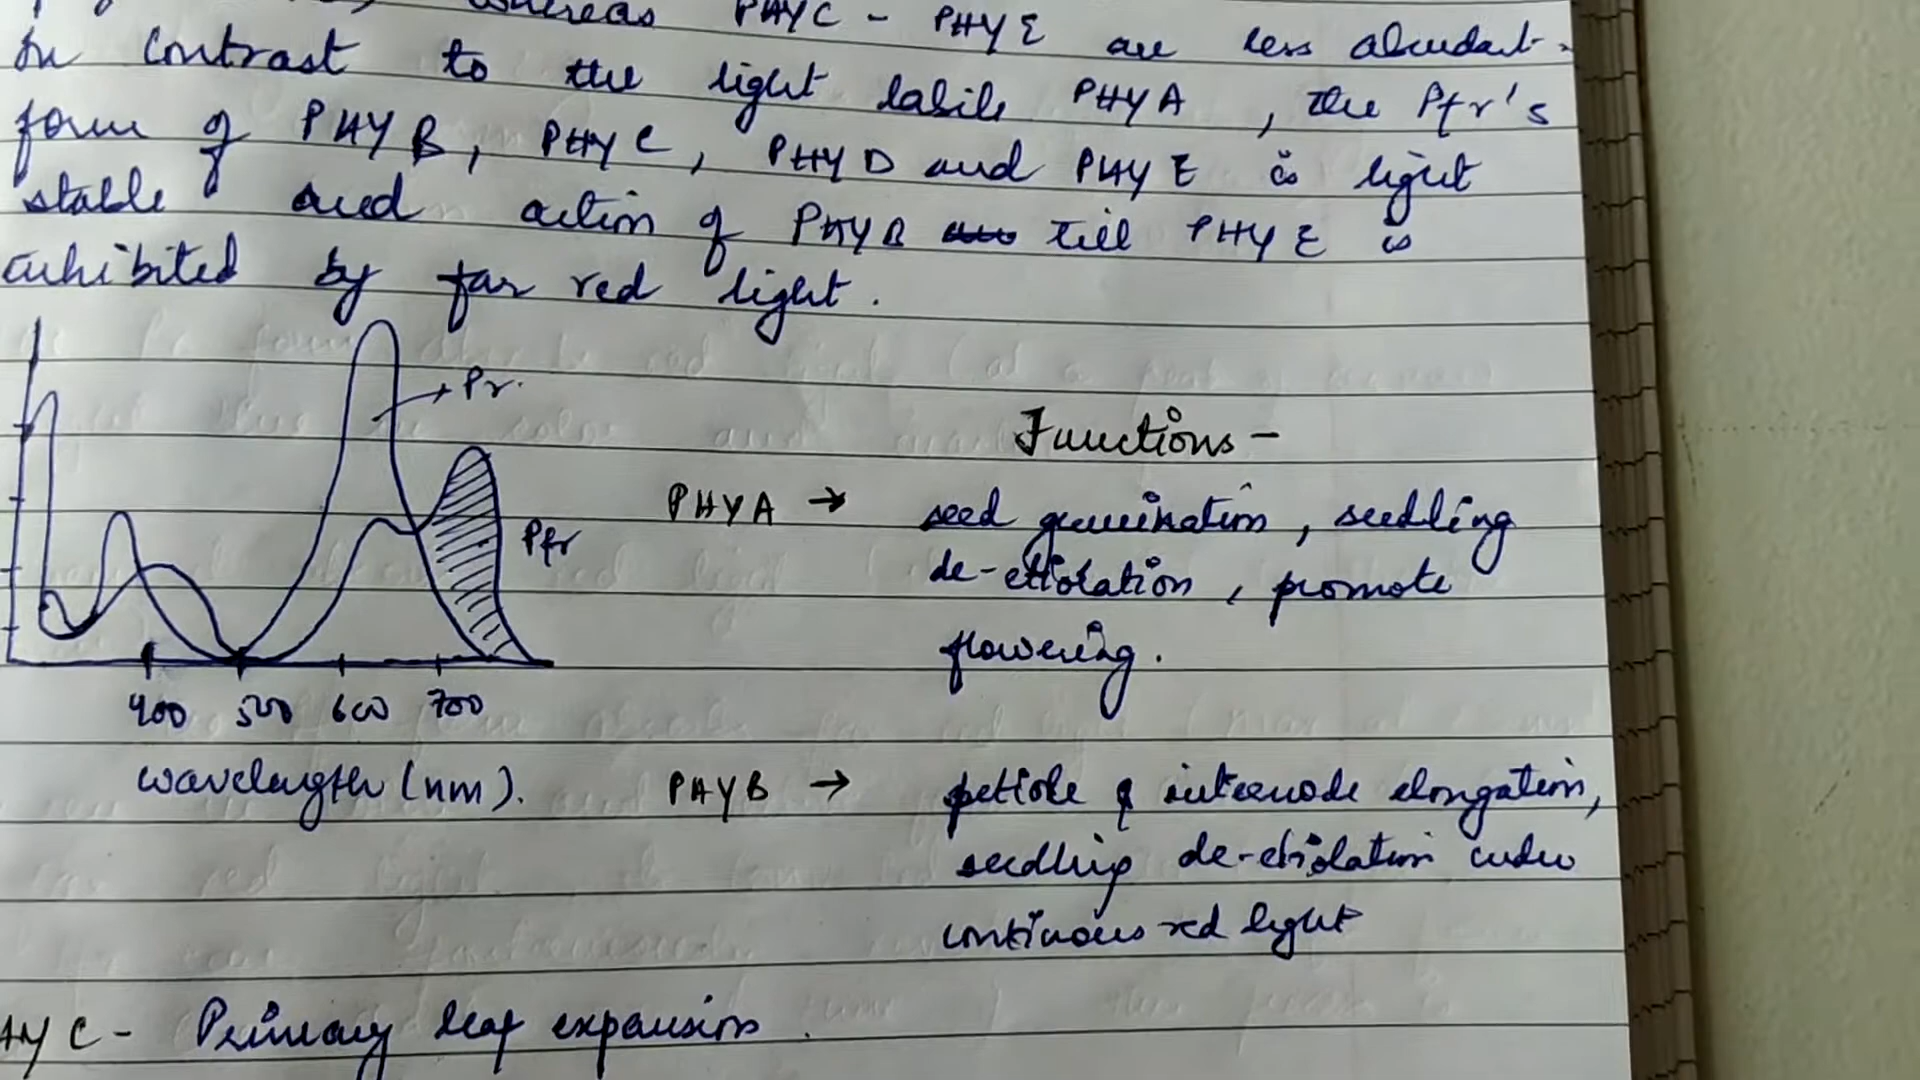 whereas PHYC - PHYE are less abundant.
In contrast to the light labile PHYA, the Pfr's
form of PHYB, PHYC, PHYD and PHYE is light
stable and action of PHYB till PHYE is
inhibited by far red light.
Pr.
Functions -
PHYA → seed germination, seedling
Pfr
de-etiolation, promote
flowering.
400 500 600 700
wavelength (nm).
PHYB → petiole & internode elongation,
seedling de-etiolation under
continuous red light
HYC - Primary leaf expansion.